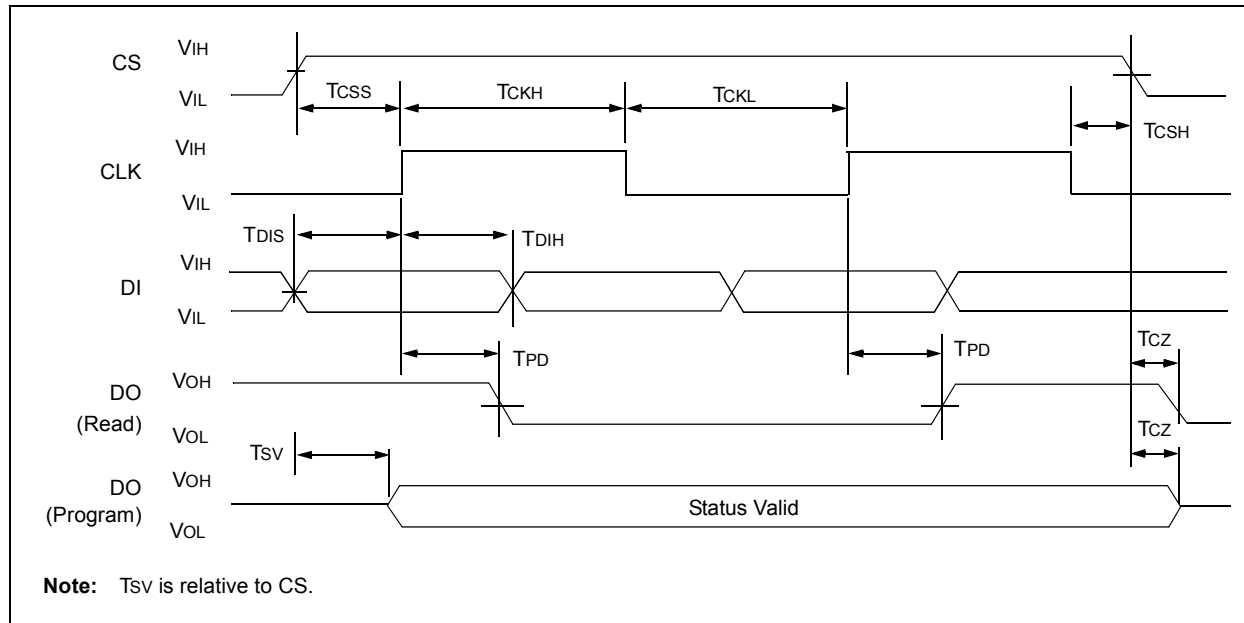 CS
VIH
VIL
TCSS
TCKH
TCKL
TCSH
CLK
VIH
VIL
TDIS
TDIH
DI
VIH
VIL
TPD
TPD
TCZ
DO
(Read)
VOH
VOL
TCZ
TSV
DO
(Program)
VOH
VOL
Status Valid
Note: TSV is relative to CS.